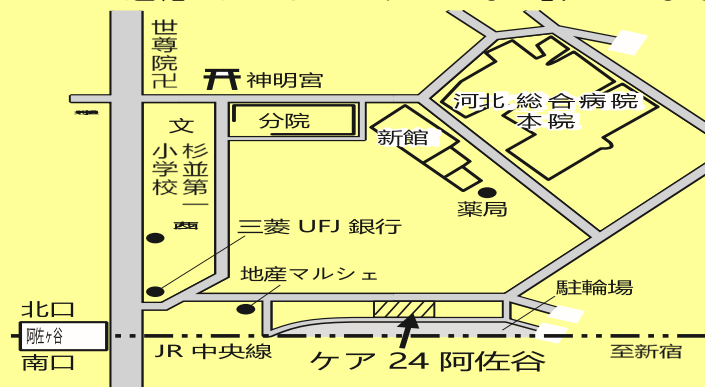 世尊院卍
神明宮
分院
河北総合病院
本院
新館
文
杉並第一
小学校
薬局
三菱 UFJ 銀行
地産マルシェ
駐輪場
北口
阿佐ヶ谷
南口
JR 中央線
ケア 24 阿佐谷
至新宿